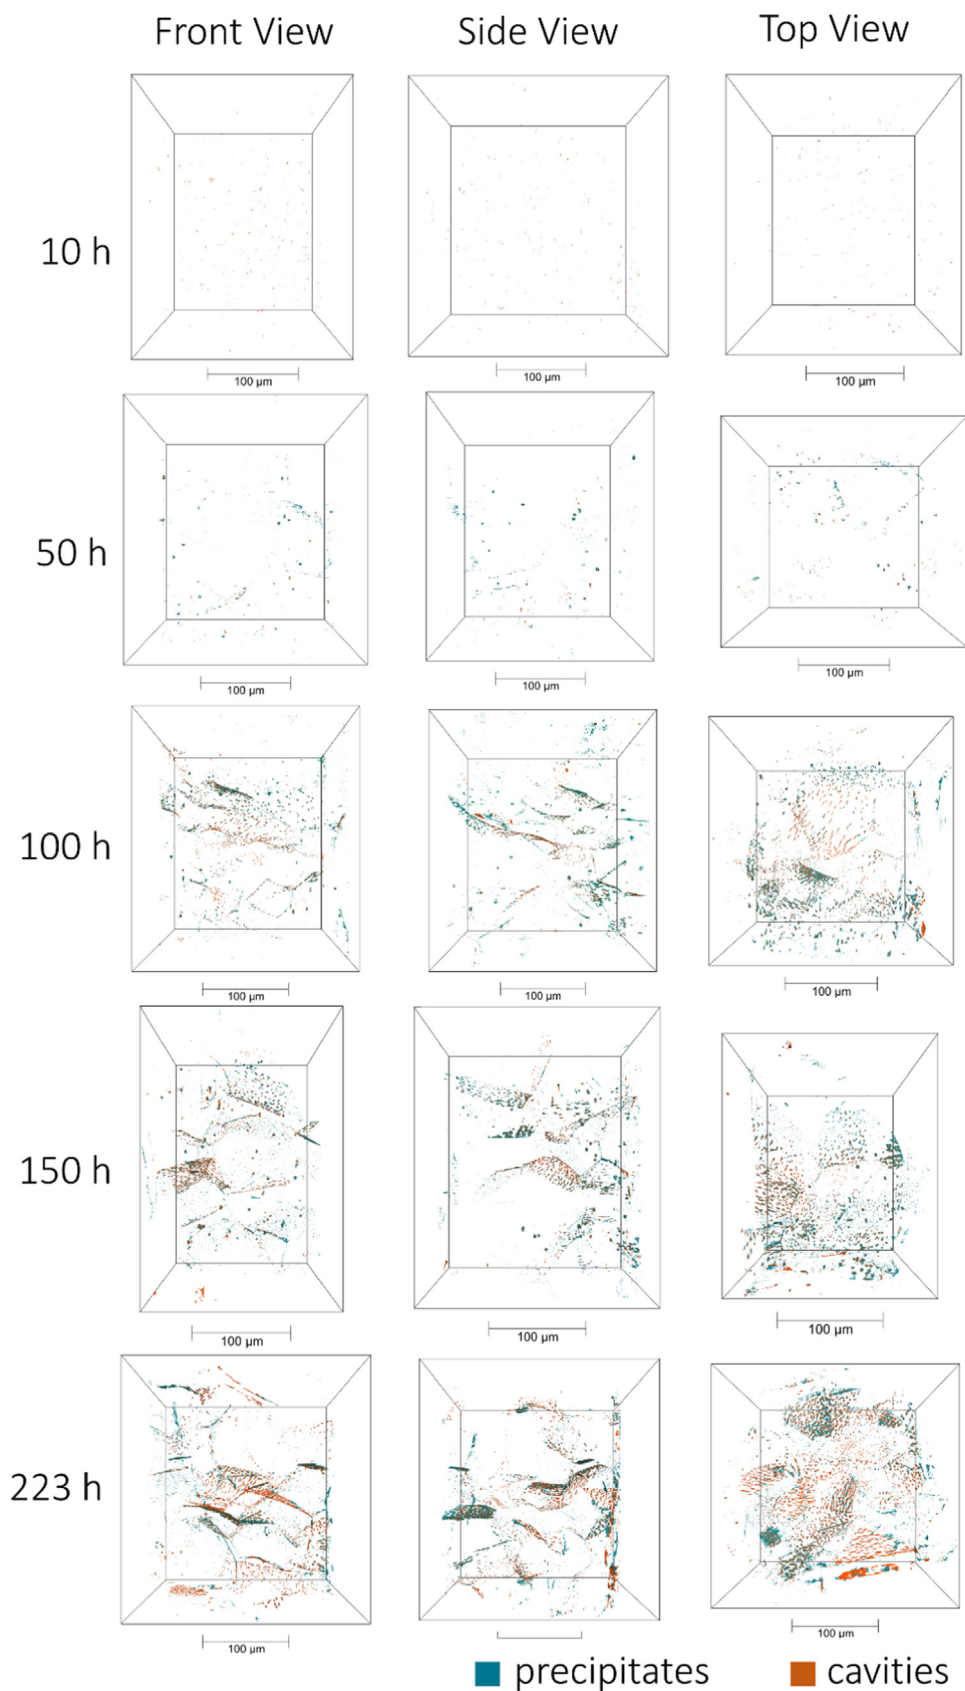 Front View Side View Top View
10 h
100 µm 100 µm 100 µm
50 h
100 µm 100 µm 100 µm
100 h
100 µm 100 µm 100 µm
150 h
100 µm 100 µm 100 µm
223 h
100 µm 100 µm
precipitates cavities